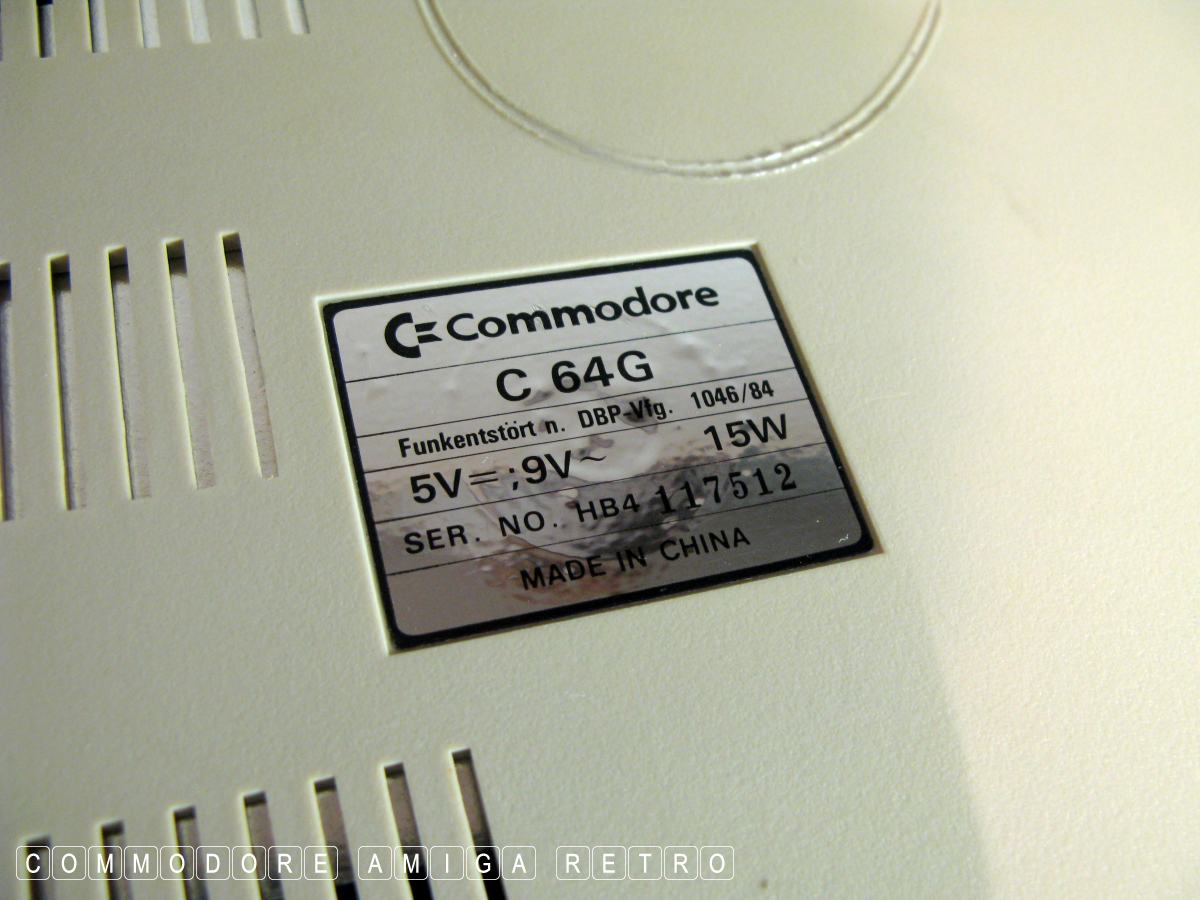 Commodore
C 64G
Funkentstört n. DBP-Vfg. 1046/84
5V⎓;9V~ 15W
SER. NO. HB4 117512
MADE IN CHINA
COMMODORE AMIGA RETRO